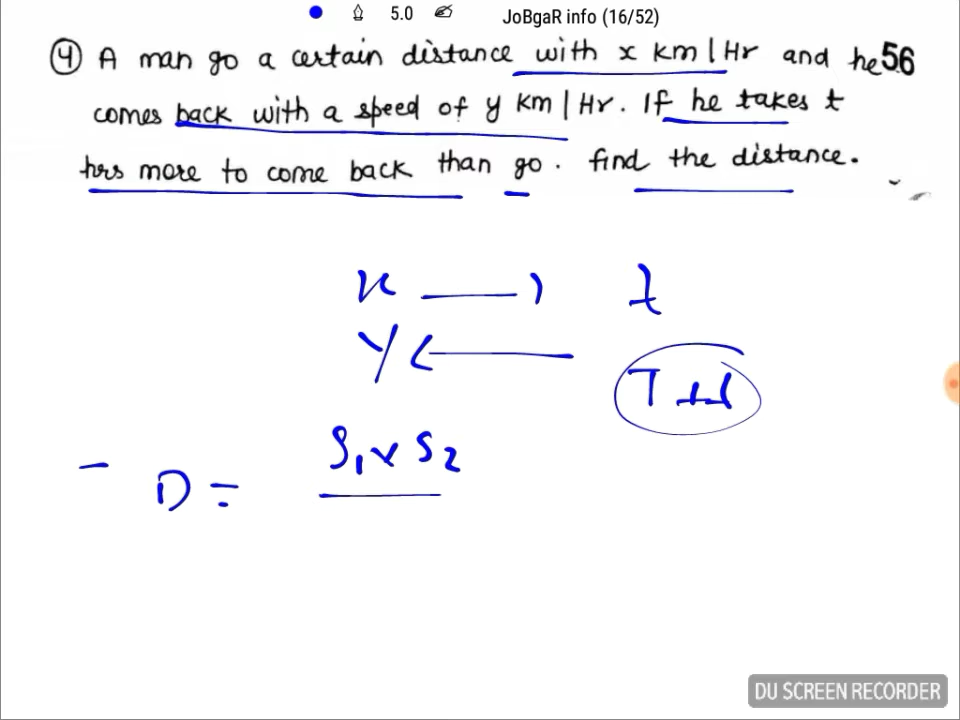 5.0 JoBgaR info (16/52)
④ A man go a certain distance with x km/Hr and he 56
comes back with a speed of y km/Hr. If he takes t
hrs more to come back than go. find the distance.
x t
y
T+t
S1 x S2
D =
DU SCREEN RECORDER